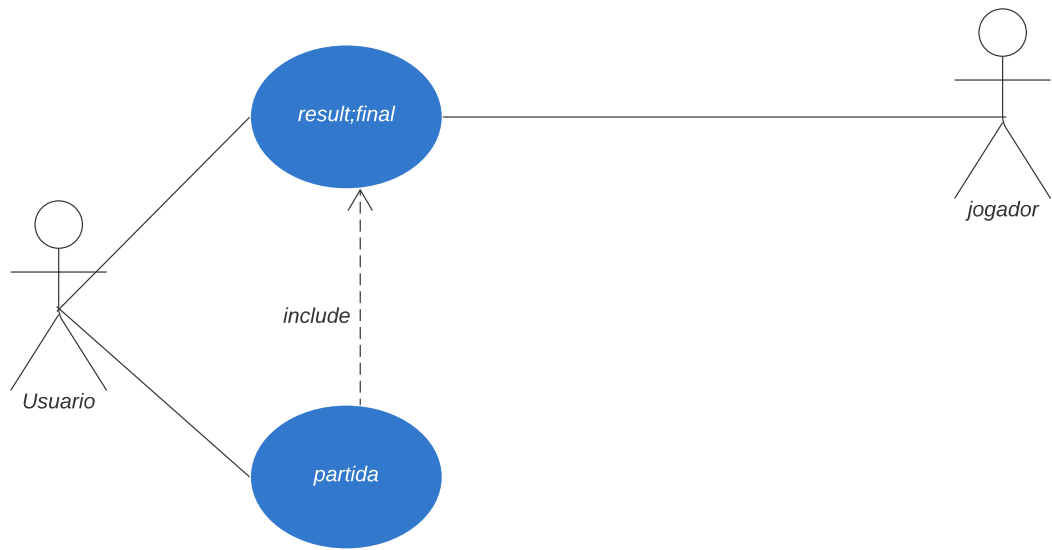 result;final
jogador
Usuario
include
partida